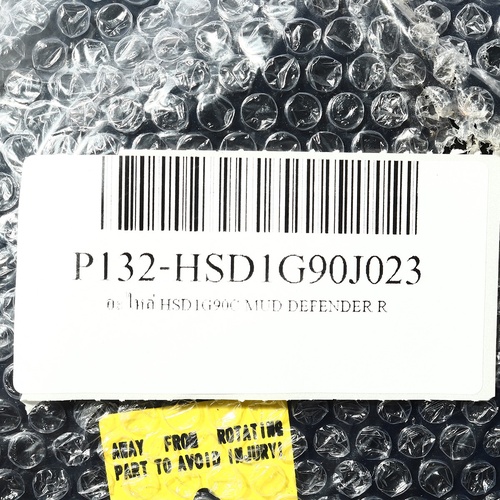 P132-HSD1G90J023
HSD1G90C MUD DEFENDER R
AWAY FROM ROTATING
PART TO AVOID INJURY!